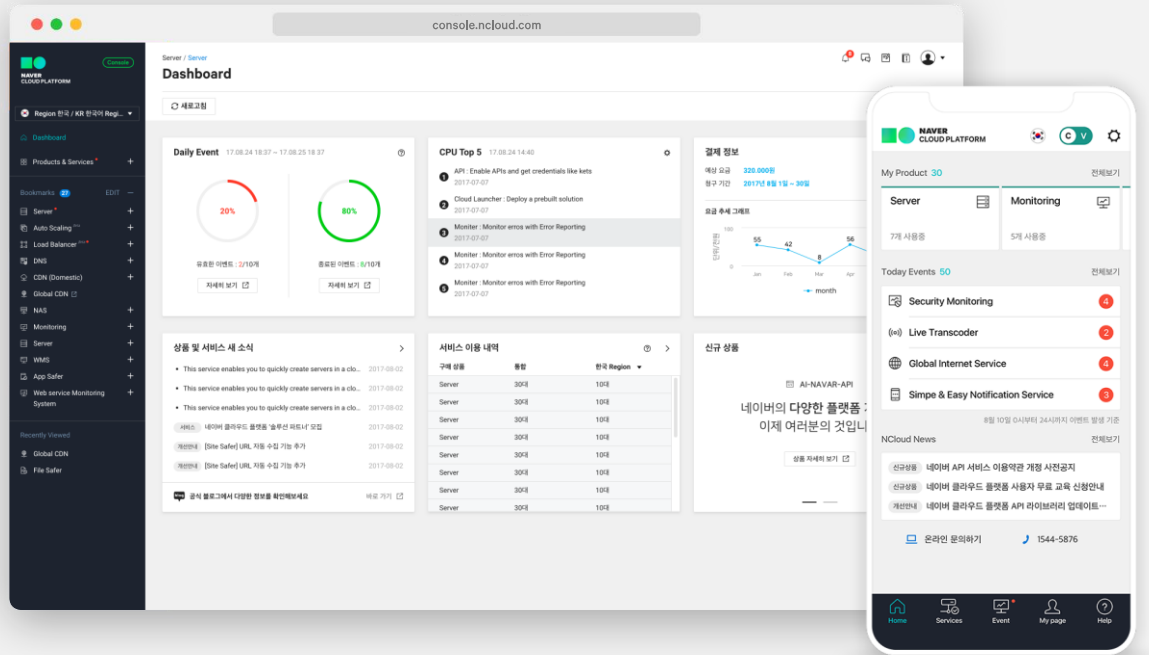 console.ncloud.com
NAVER
CLOUD PLATFORM
Console
Region 한국 / KR 한국어 Regi...
Dashboard
Products & Services
Bookmarks 27 EDIT
Server
Auto Scaling
Load Balancer
DNS
CDN (Domestic)
Global CDN
NAS
Monitoring
Server
WMS
App Safer
Web service Monitoring
System
Recently Viewed
Global CDN
File Safer
Server / Server
Dashboard
새로고침
Daily Event 17.08.24 18:37 ~ 17.08.25 18:37
20%
80%
유효한 이벤트 : 2/10개
종료된 이벤트 : 8/10개
자세히 보기
자세히 보기
CPU Top 5 17.08.24 14:40
1 API : Enable APIs and get credentials like kets
2017-07-07
2 Cloud Launcher : Deploy a prebuilt solution
2017-07-07
3 Moniter : Monitor erros with Error Reporting
2017-07-07
4 Moniter : Monitor erros with Error Reporting
2017-07-07
5 Moniter : Monitor erros with Error Reporting
2017-07-07
결제 정보
예상 요금 320.000원
청구 기간 2017년 8월 1일 ~ 30일
요금 추세 그래프
단위/천원
100
0
55
42
8
56
Jan Feb Mar Apr
month
상품 및 서비스 새 소식
• This service enables you to quickly create servers in a clo... 2017-08-02
• This service enables you to quickly create servers in a clo... 2017-08-02
• This service enables you to quickly create servers in a clo... 2017-08-02
서비스 네이버 클라우드 플랫폼 '솔루션 파트너' 모집 2017-08-02
개선안내 [Site Safer] URL 자동 수집 기능 추가 2017-08-02
개선안내 [Site Safer] URL 자동 수집 기능 추가 2017-08-02
공식 블로그에서 다양한 정보를 확인해보세요 바로 가기
서비스 이용 내역
구매 상품 통합 한국 Region
Server 30대 10대
Server 30대 10대
Server 30대 10대
Server 30대 10대
Server 30대 10대
Server 30대 10대
Server 30대 10대
Server 30대 10대
신규 상품
AI-NAVAR-API
네이버의 다양한 플랫폼
이제 여러분의 것입니
상품 자세히 보기
NAVER
CLOUD PLATFORM
C V
My Product 30 전체보기
Server
7개 사용중
Monitoring
5개 사용중
Today Events 50 전체보기
Security Monitoring 4
Live Transcoder 2
Global Internet Service 4
Simpe & Easy Notification Service 3
8월 10일 0시부터 24시까지 이벤트 발생 기준
NCloud News 전체보기
신규상품 네이버 API 서비스 이용약관 개정 사전공지
신규상품 네이버 클라우드 플랫폼 사용자 무료 교육 신청안내
개선안내 네이버 클라우드 플랫폼 API 라이브러리 업데이트…
온라인 문의하기 1544-5876
Home Services Event My page Help